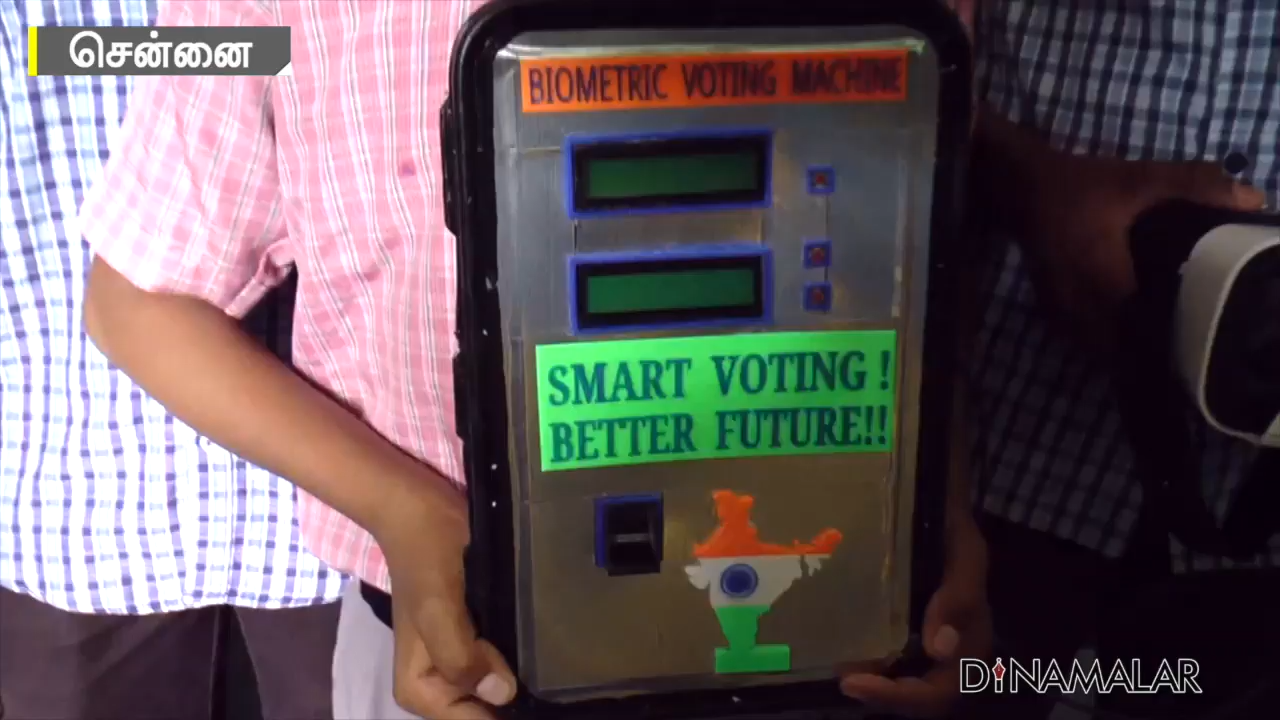 சென்னை
BIOMETRIC VOTING MACHINE
SMART VOTING !
BETTER FUTURE!!
DINAMALAR